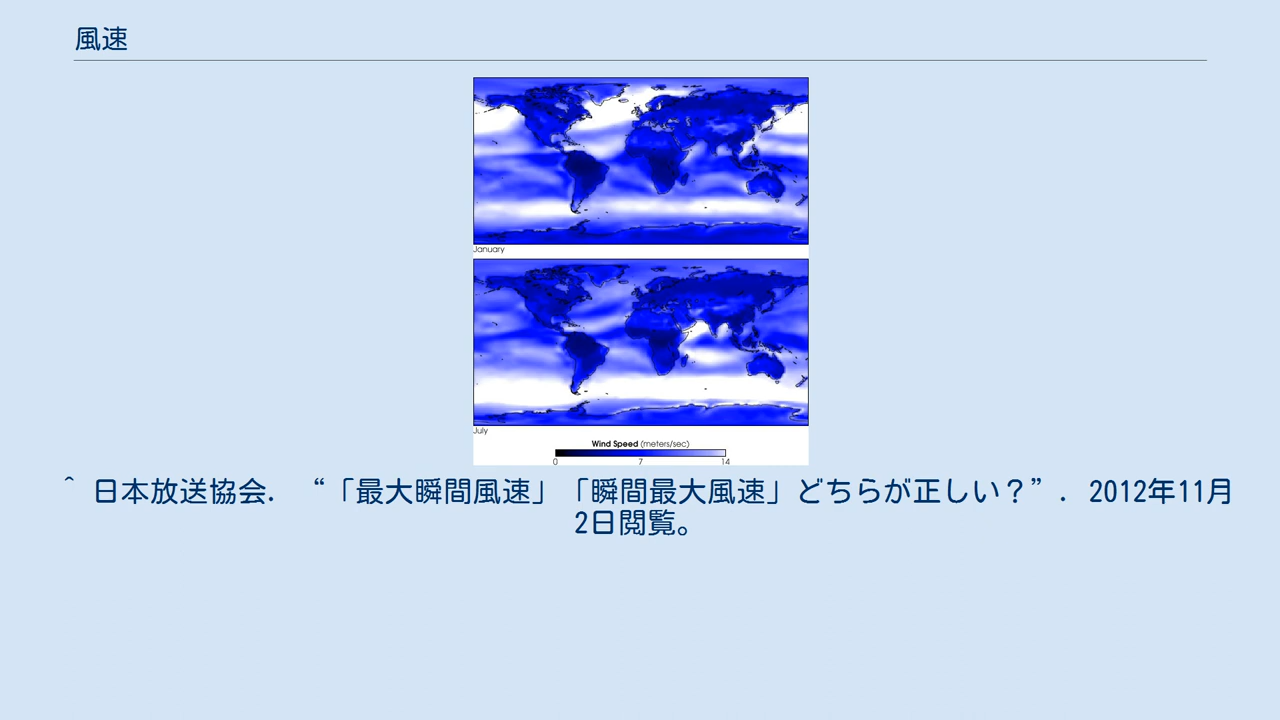 風速
January
July
Wind Speed (meters/sec)
0 7 14
^ 日本放送協会. “「最大瞬間風速」「瞬間最大風速」どちらが正しい？”. 2012年11月
2日閲覧。